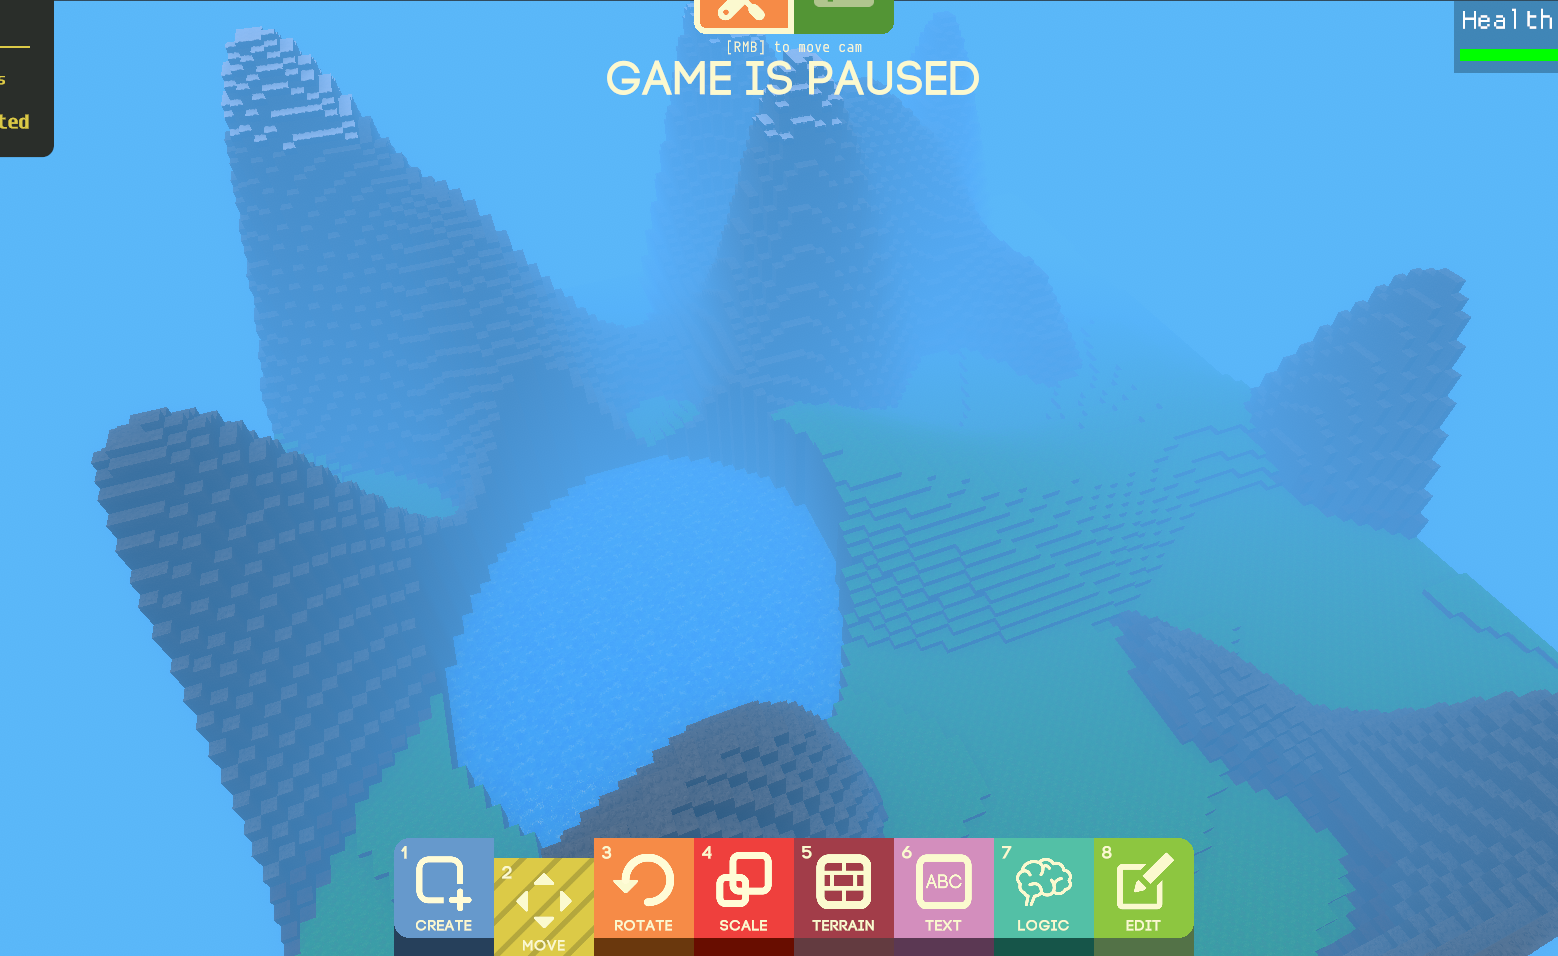 Health
s
ted
[RMB] to move cam
GAME IS PAUSED
1 CREATE
2 MOVE
3 ROTATE
4 SCALE
5 TERRAIN
6 ABC TEXT
7 LOGIC
8 EDIT